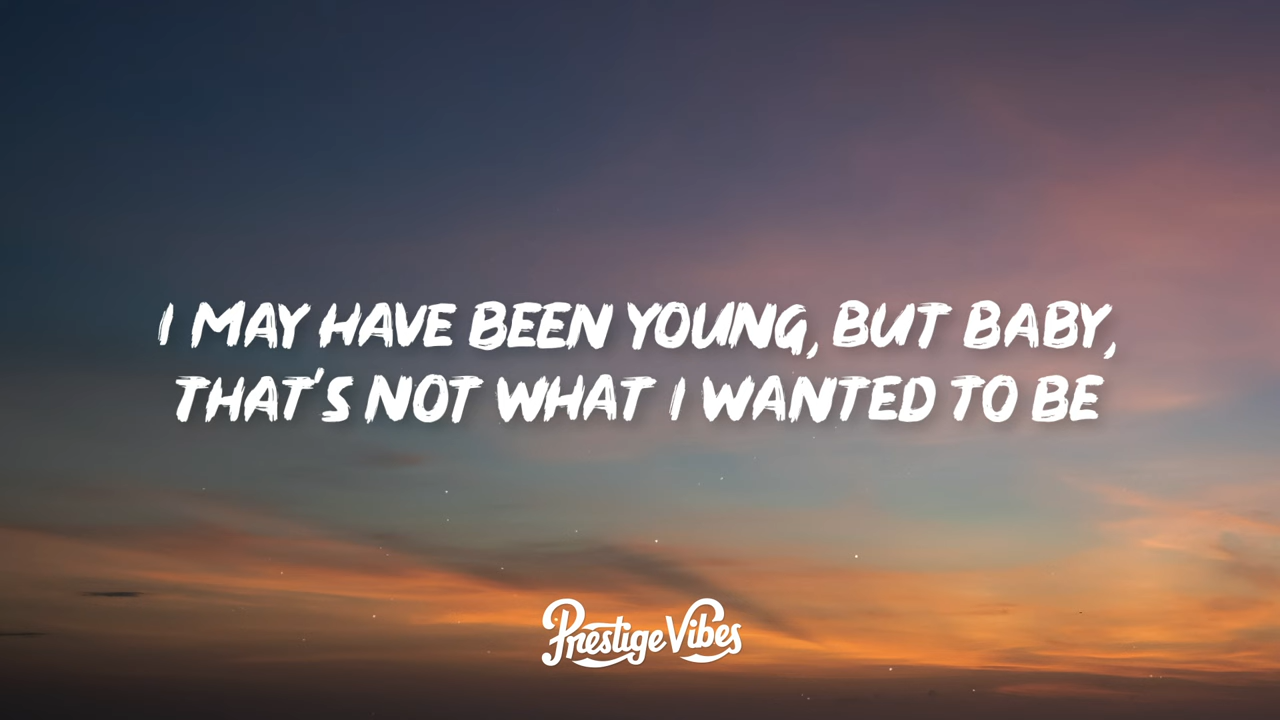 I MAY HAVE BEEN YOUNG, BUT BABY,
THAT'S NOT WHAT I WANTED TO BE
Prestige Vibes